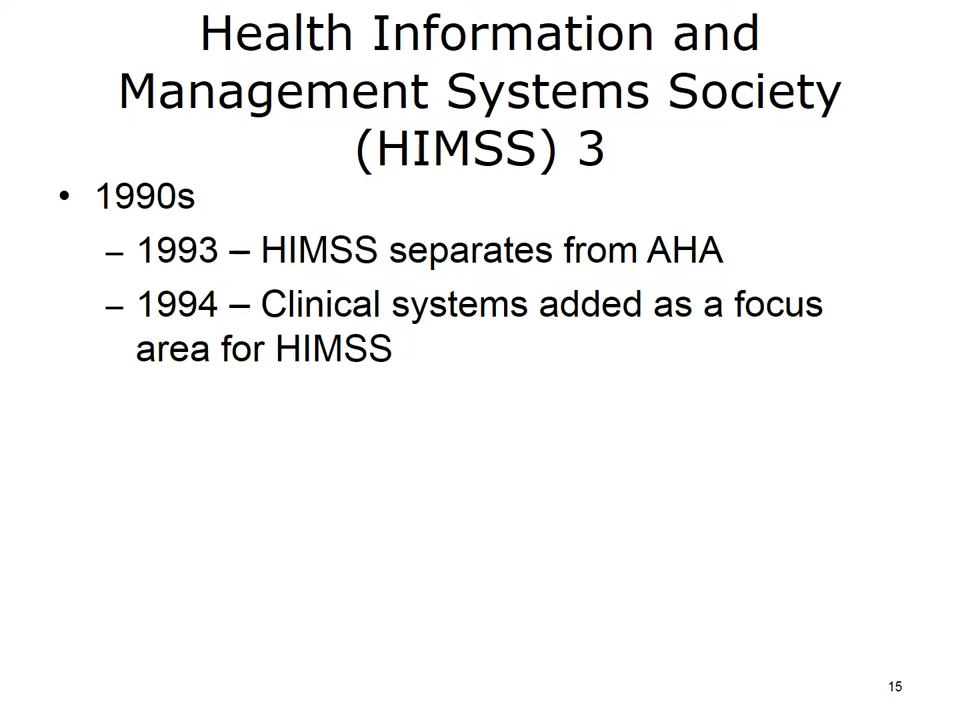 Health Information and
Management Systems Society
(HIMSS) 3
• 1990s
– 1993 – HIMSS separates from AHA
– 1994 – Clinical systems added as a focus
area for HIMSS
15